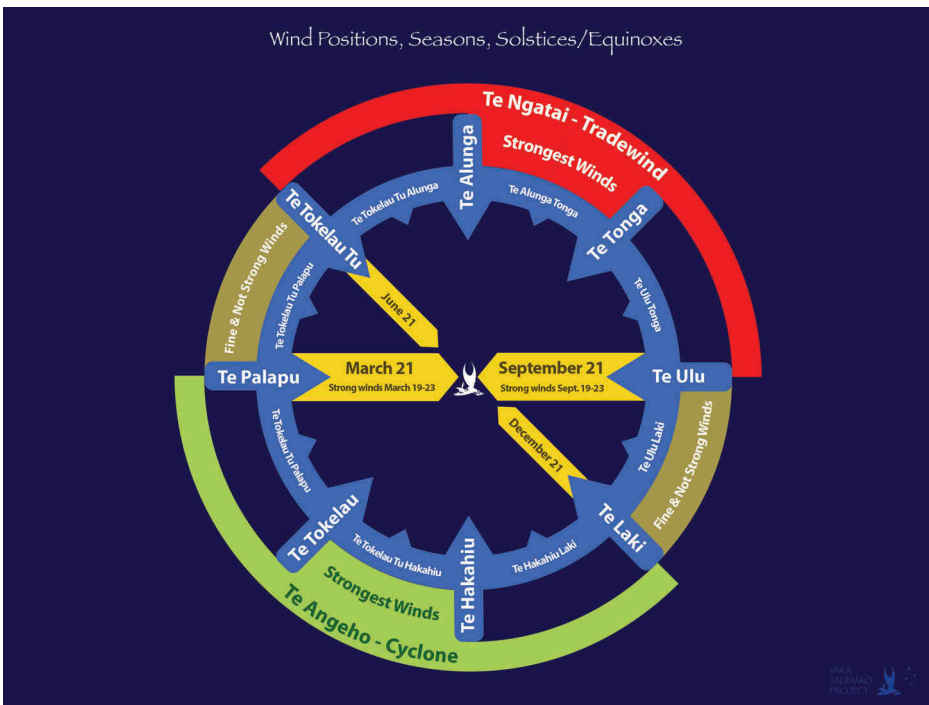 Wind Positions, Seasons, Solstices/Equinoxes
Te Ngatai - Tradewind
Strongest Winds
Te Alunga
Te Alunga Tonga
Te Tonga
Te Ulu Tonga
Te Ulu
Te Ulu Laki
Fine & Not Strong Winds
Te Laki
Te Hakahiu Laki
Te Hakahiu
Te Tokelau Tu Hakahiu
Strongest Winds
Te Angeho - Cyclone
Te Tokelau
Te Tokelau Tu Palapu
Te Palapu
Te Tokelau Tu Palapu
Fine & Not Strong Winds
Te Tokelau Tu
Te Tokelau Tu Alunga
June 21
March 21
Strong winds March 19-23
September 21
Strong winds Sept. 19-23
December 21
VAKA
TAUMAKO
PROJECT